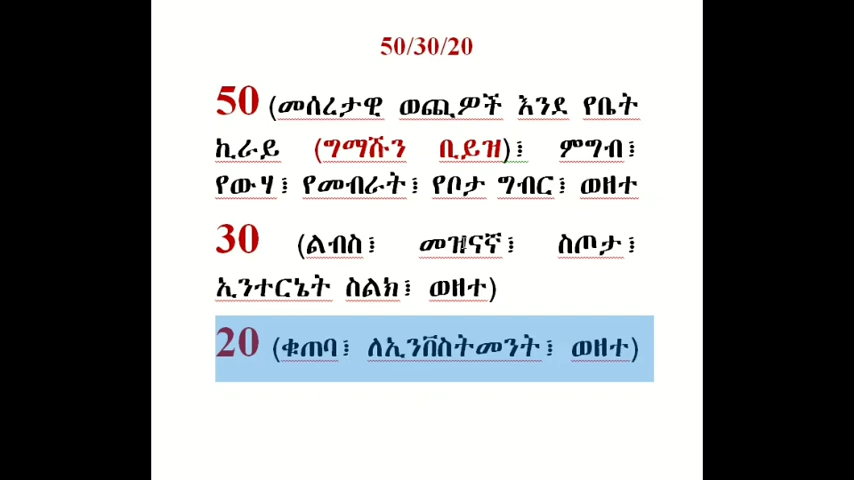 50/30/20
50 (መሰረታዊ ወጪዎች እንደ የቤት
ኪራይ (ግማሹን ቢይዝ)፤ ምግብ፤
የውሃ፤ የመብራት፤ የቦታ ግብር፤ ወዘተ
30 (ልብስ፤ መዝናኛ፤ ስጦታ፤
ኢንተርኔት ስልክ፤ ወዘተ)
20 (ቁጠባ፤ ለኢንቨስትመንት፤ ወዘተ)